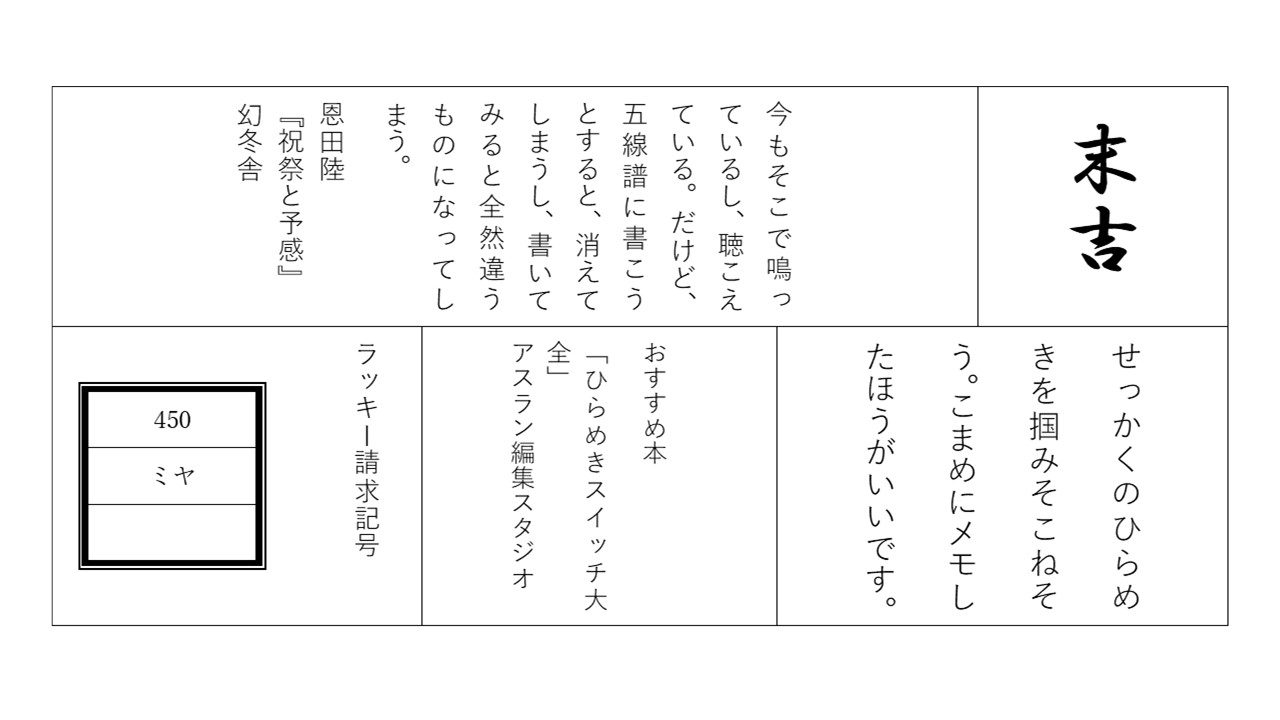 末吉
今もそこで鳴っ
ているし、聴こえ
ている。だけど、
五線譜に書こう
とすると、消えて
しまうし、書いて
みると全然違う
ものになってし
まう。
恩田陸
『祝祭と予感』
幻冬舎
せっかくのひらめ
きを掴みそこねそ
う。こまめにメモし
たほうがいいです。
おすすめ本
「ひらめきスイッチ大
全」
アスラン編集スタジオ
ラッキー請求記号
450
ミヤ